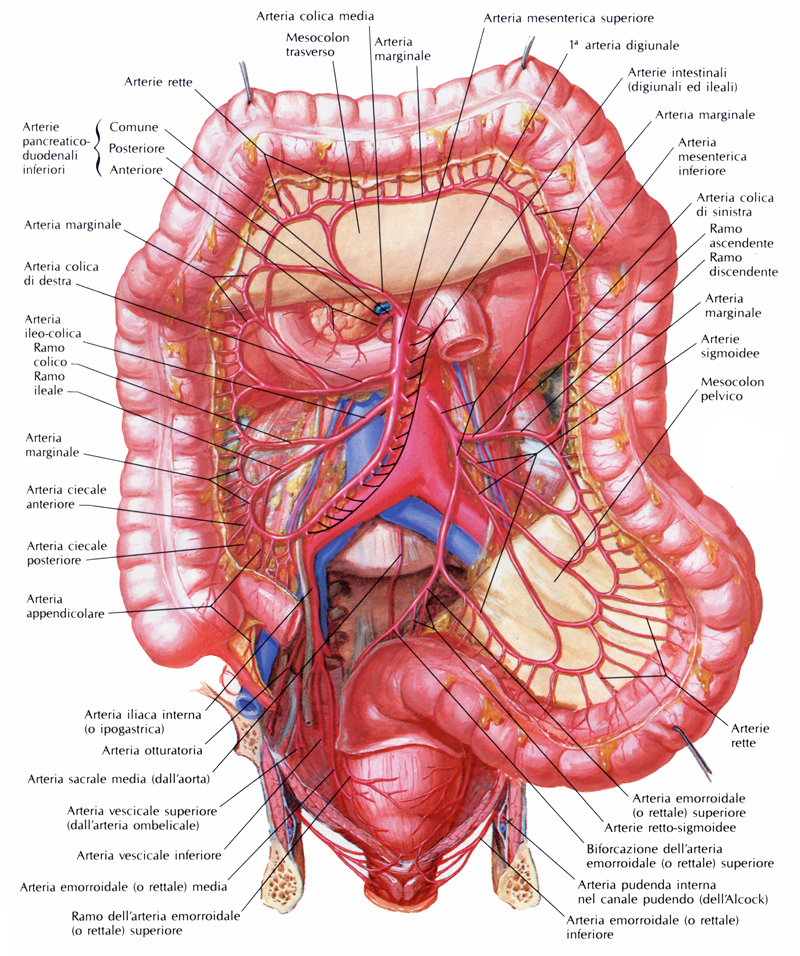 Arteria colica media
Arteria mesenterica superiore
Mesocolon
trasverso
Arteria
marginale
1ª arteria digiunale
Arterie rette
Arterie intestinali
(digiunali ed ileali)
Arterie
pancreatico-
duodenali
inferiori
Comune
Posteriore
Anteriore
Arteria marginale
Arteria
mesenterica
inferiore
Arteria colica
di sinistra
Ramo
ascendente
Ramo
discendente
Arteria marginale
Arteria colica
di destra
Arteria
marginale
Arteria
ileo-colica
Ramo
colico
Ramo
ileale
Arterie
sigmoidee
Mesocolon
pelvico
Arteria
marginale
Arteria ciecale
anteriore
Arteria ciecale
posteriore
Arteria
appendicolare
Arteria iliaca interna
(o ipogastrica)
Arteria otturatoria
Arteria sacrale media (dall'aorta)
Arteria vescicale superiore
(dall'arteria ombelicale)
Arteria vescicale inferiore
Arteria emorroidale (o rettale) media
Ramo dell'arteria emorroidale
(o rettale) superiore
Arterie
rette
Arteria emorroidale
(o rettale) superiore
Arterie retto-sigmoidee
Biforcazione dell'arteria
emorroidale (o rettale) superiore
Arteria pudenda interna
nel canale pudendo (dell'Alcock)
Arteria emorroidale (o rettale)
inferiore